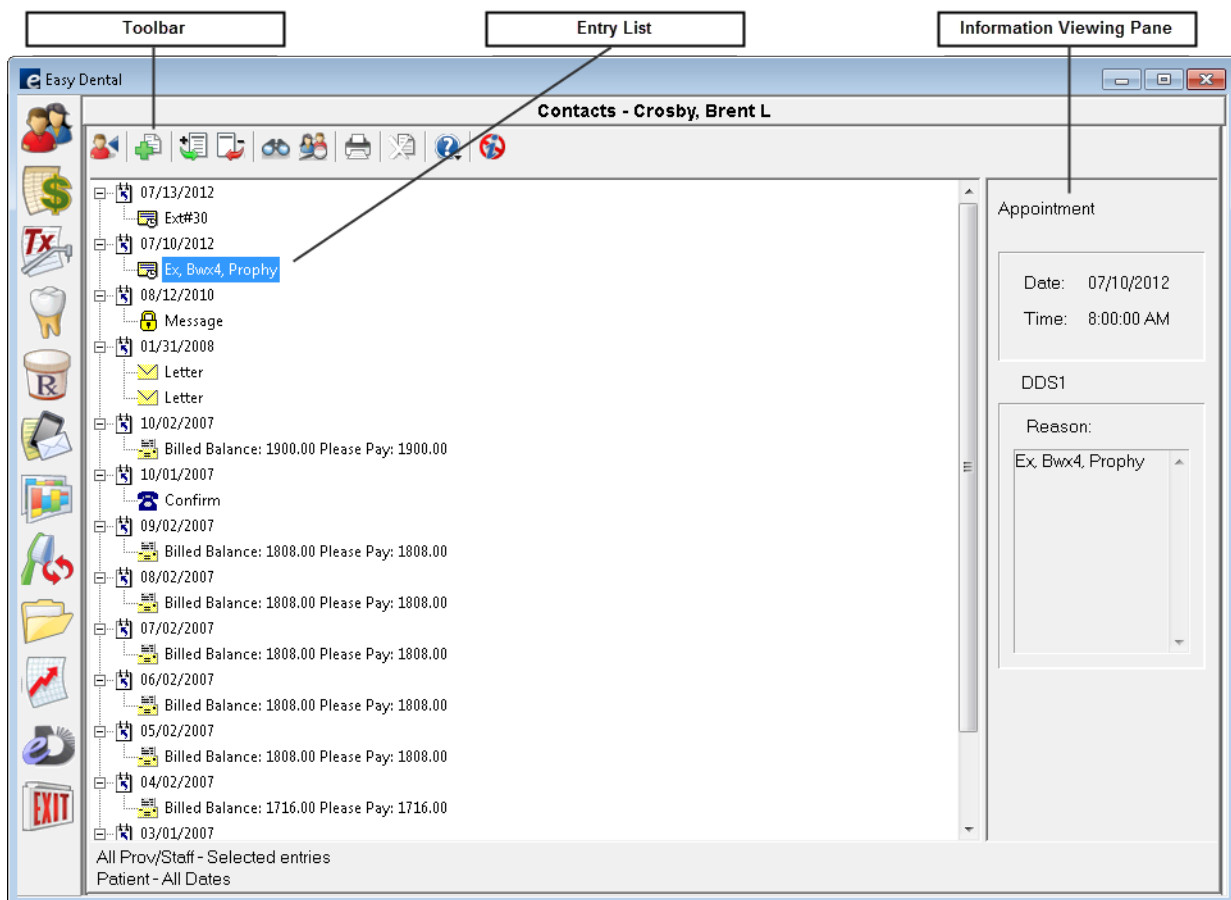 Toolbar
Entry List
Information Viewing Pane
Easy Dental
Contacts - Crosby, Brent L
07/13/2012
Ext#30
07/10/2012
Ex, Bwx4, Prophy
08/12/2010
Message
01/31/2008
Letter
Letter
10/02/2007
Billed Balance: 1900.00 Please Pay: 1900.00
10/01/2007
Confirm
09/02/2007
Billed Balance: 1808.00 Please Pay: 1808.00
08/02/2007
Billed Balance: 1808.00 Please Pay: 1808.00
07/02/2007
Billed Balance: 1808.00 Please Pay: 1808.00
06/02/2007
Billed Balance: 1808.00 Please Pay: 1808.00
05/02/2007
Billed Balance: 1808.00 Please Pay: 1808.00
04/02/2007
Billed Balance: 1716.00 Please Pay: 1716.00
03/01/2007
Appointment
Date: 07/10/2012
Time: 8:00:00 AM
DDS1
Reason:
Ex, Bwx4, Prophy
All Prov/Staff - Selected entries
Patient - All Dates
$
Tx
Rx
eD
EXIT